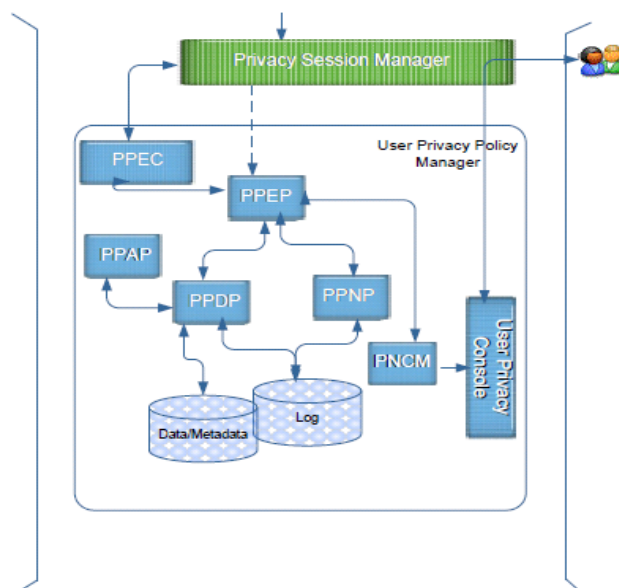 Privacy Session Manager
User Privacy Policy
Manager
PPEC
PPEP
PPAP
PPDP
PPNP
PNCM
User Privacy
Console
Data/Metadata
Log